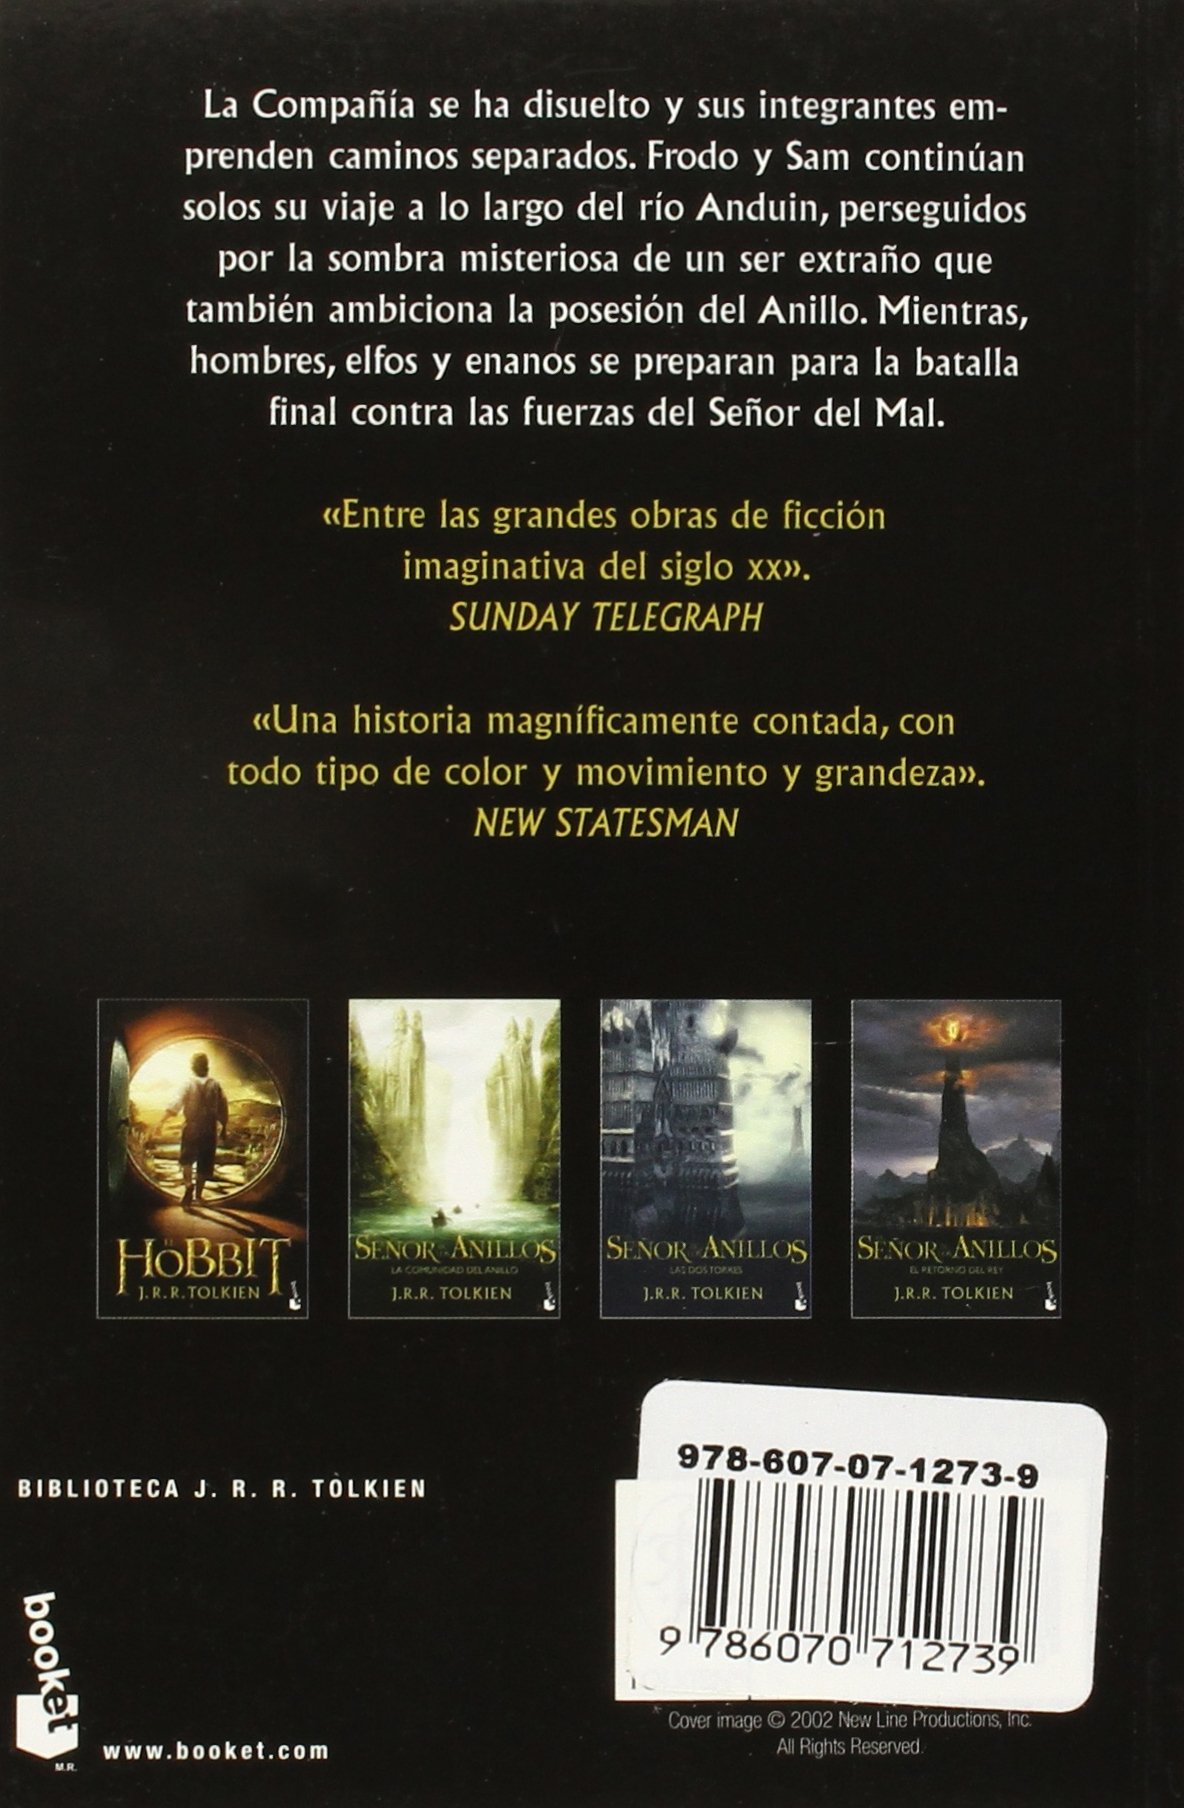 La Compañía se ha disuelto y sus integrantes em-
prenden caminos separados. Frodo y Sam continúan
solos su viaje a lo largo del río Anduin, perseguidos
por la sombra misteriosa de un ser extraño que
también ambiciona la posesión del Anillo. Mientras,
hombres, elfos y enanos se preparan para la batalla
final contra las fuerzas del Señor del Mal.
«Entre las grandes obras de ficción
imaginativa del siglo XX».
SUNDAY TELEGRAPH
«Una historia magníficamente contada, con
todo tipo de color y movimiento y grandeza».
NEW STATESMAN
EL
HOBBIT
J.R.R. TOLKIEN
SEÑOR ANILLOS
LA COMUNIDAD DEL ANILLO
J.R.R. TOLKIEN
SEÑOR ANILLOS
LAS DOS TORRES
J.R.R. TOLKIEN
SEÑOR ANILLOS
EL RETORNO DEL REY
J.R.R. TOLKIEN
BIBLIOTECA J. R. R. TOLKIEN
booket
M.R.
www.booket.com
978-607-07-1273-9
9 786070 712739
Cover image © 2002 New Line Productions, Inc.
All Rights Reserved.